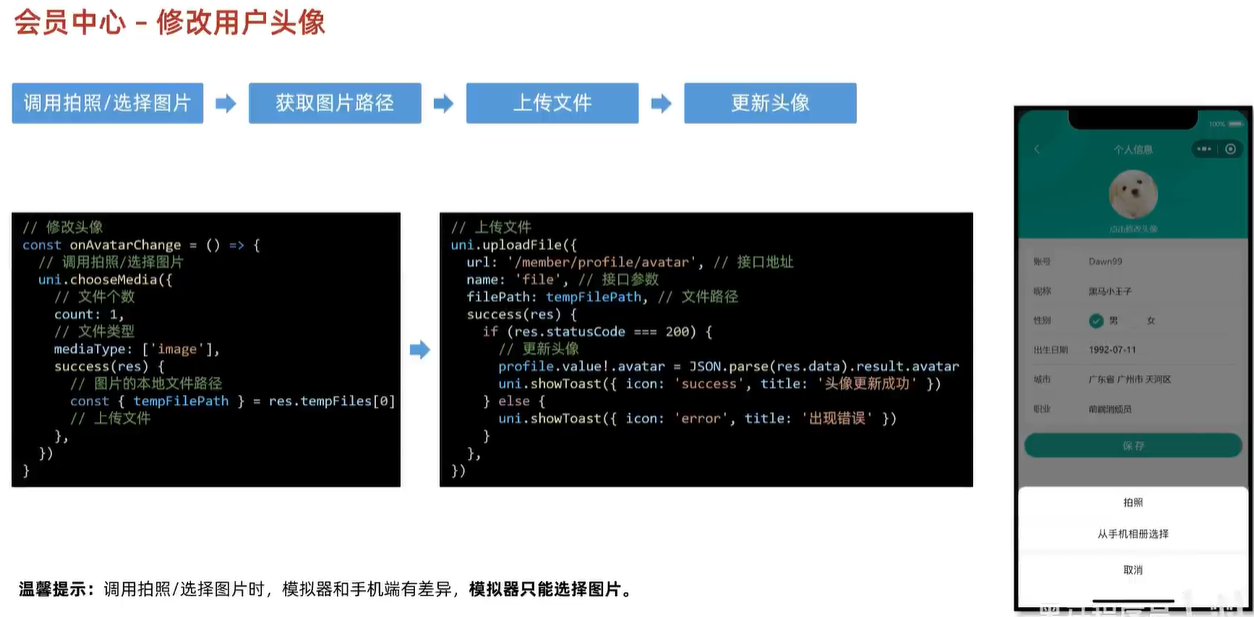 会员中心 – 修改用户头像
调用拍照/选择图片
获取图片路径
上传文件
更新头像
// 修改头像
const onAvatarChange = () => {
// 调用拍照/选择图片
uni.chooseMedia({
// 文件个数
count: 1,
// 文件类型
mediaType: ['image'],
success(res) {
// 图片的本地文件路径
const { tempFilePath } = res.tempFiles[0]
// 上传文件
},
})
}
// 上传文件
uni.uploadFile({
url: '/member/profile/avatar', // 接口地址
name: 'file', // 接口参数
filePath: tempFilePath, // 文件路径
success(res) {
if (res.statusCode === 200) {
// 更新头像
profile.value!.avatar = JSON.parse(res.data).result.avatar
uni.showToast({ icon: 'success', title: '头像更新成功' })
} else {
uni.showToast({ icon: 'error', title: '出现错误' })
}
},
})
100%
个人信息
点击修改头像
账号 Dawn99
昵称 黑马小王子
性别 男 女
出生日期 1992-07-11
城市 广东省 广州市 天河区
职业 前端消烦员
保存
拍照
从手机相册选择
取消
温馨提示：调用拍照/选择图片时，模拟器和手机端有差异，模拟器只能选择图片。